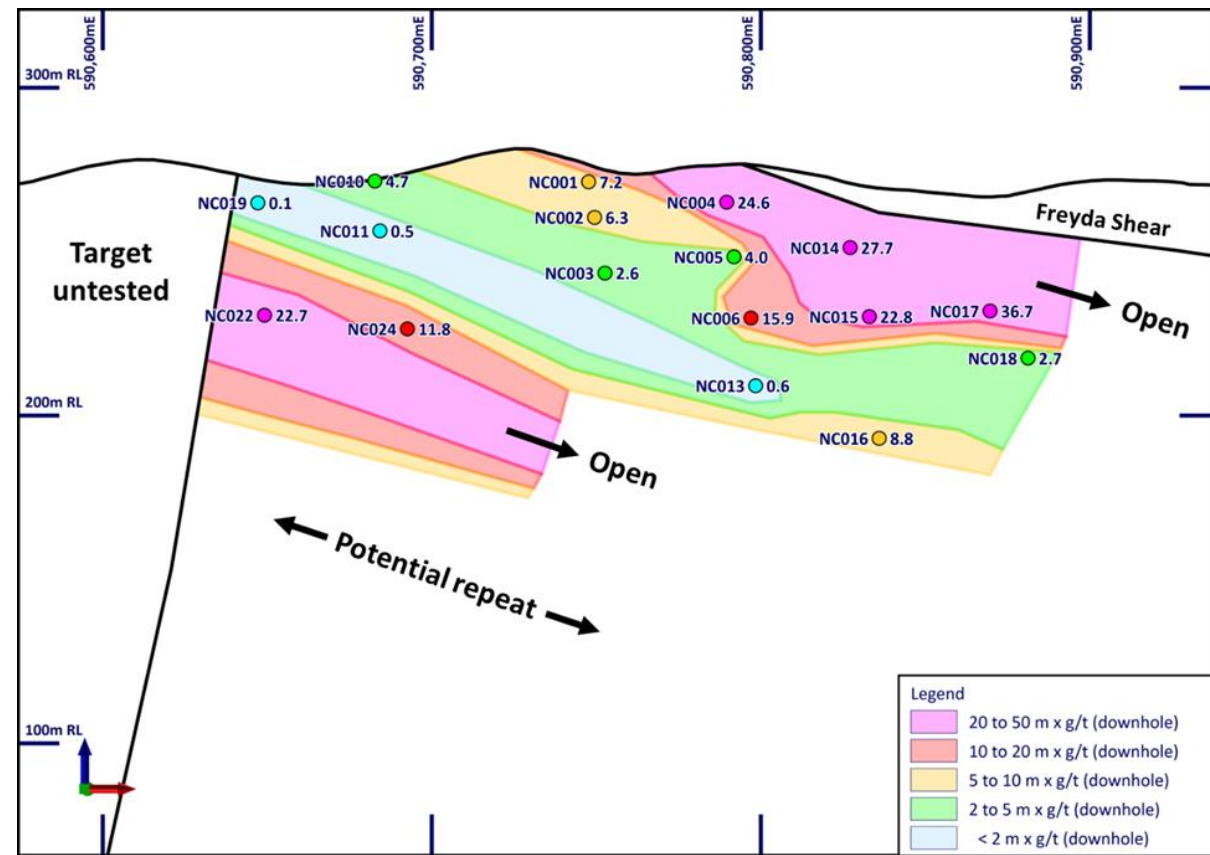 590,600mE
590,700mE
590,800mE
590,900mE
300m RL
NC019 0.1
NC010 4.7
NC011 0.5
NC001 7.2
NC002 6.3
NC003 2.6
NC004 24.6
NC005 4.0
NC014 27.7
Freyda Shear
Target
untested
NC022 22.7
NC024 11.8
NC006 15.9
NC015 22.8
NC017 36.7
Open
NC018 2.7
NC013 0.6
200m RL
NC016 8.8
Open
Potential repeat
100m RL
Legend
20 to 50 m x g/t (downhole)
10 to 20 m x g/t (downhole)
5 to 10 m x g/t (downhole)
2 to 5 m x g/t (downhole)
< 2 m x g/t (downhole)